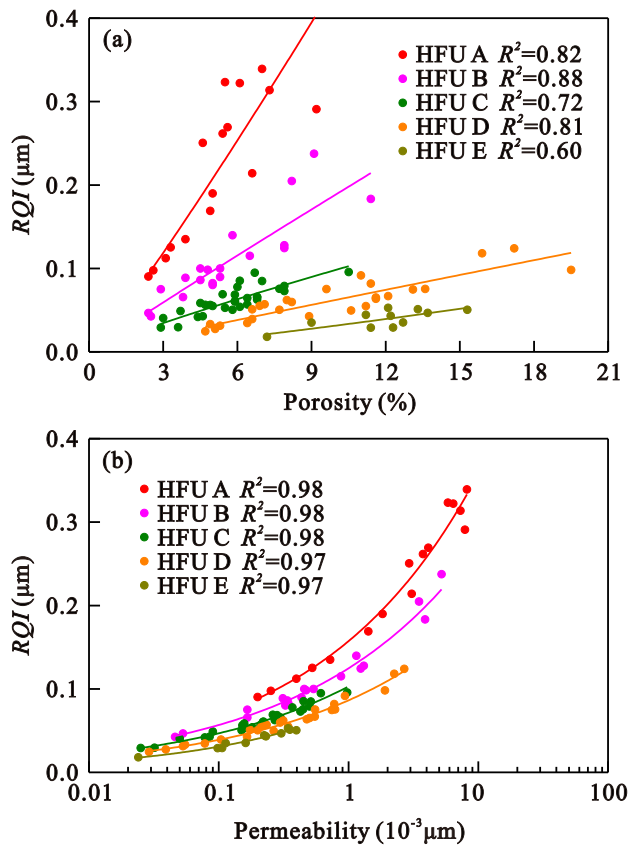 (a)
HFU A R²=0.82
HFU B R²=0.88
HFU C R²=0.72
HFU D R²=0.81
HFU E R²=0.60
0.4
0.3
0.2
0.1
0.0
RQI (μm)
3 6 9 12 15 18 21
Porosity (%)
(b)
HFU A R²=0.98
HFU B R²=0.98
HFU C R²=0.98
HFU D R²=0.97
HFU E R²=0.97
0.4
0.3
0.2
0.1
0.0
RQI (μm)
0.01 0.1 1 10 100
Permeability (10⁻³μm)